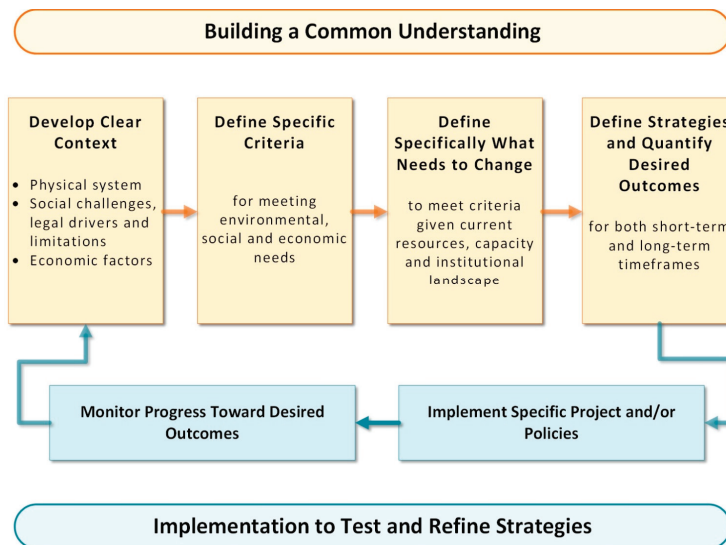 Building a Common Understanding
Develop Clear
Context
• Physical system
• Social challenges,
legal drivers and
limitations
• Economic factors
Define Specific
Criteria
for meeting
environmental,
social and economic
needs
Define
Specifically What
Needs to Change
to meet criteria
given current
resources, capacity
and institutional
landscape
Define Strategies
and Quantify
Desired
Outcomes
for both short-term
and long-term
timeframes
Monitor Progress Toward Desired
Outcomes
Implement Specific Project and/or
Policies
Implementation to Test and Refine Strategies